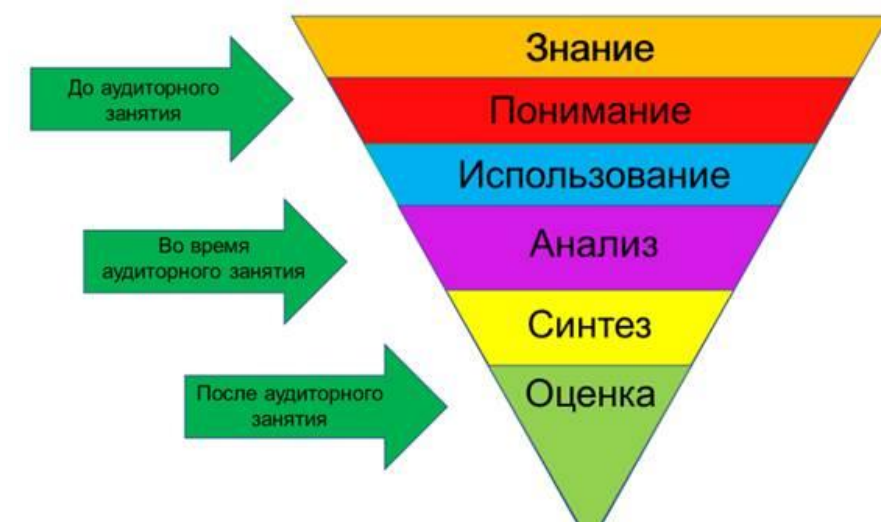 Знание
До аудиторного
занятия
Понимание
Использование
Во время
аудиторного занятия
Анализ
Синтез
После аудиторного
занятия
Оценка